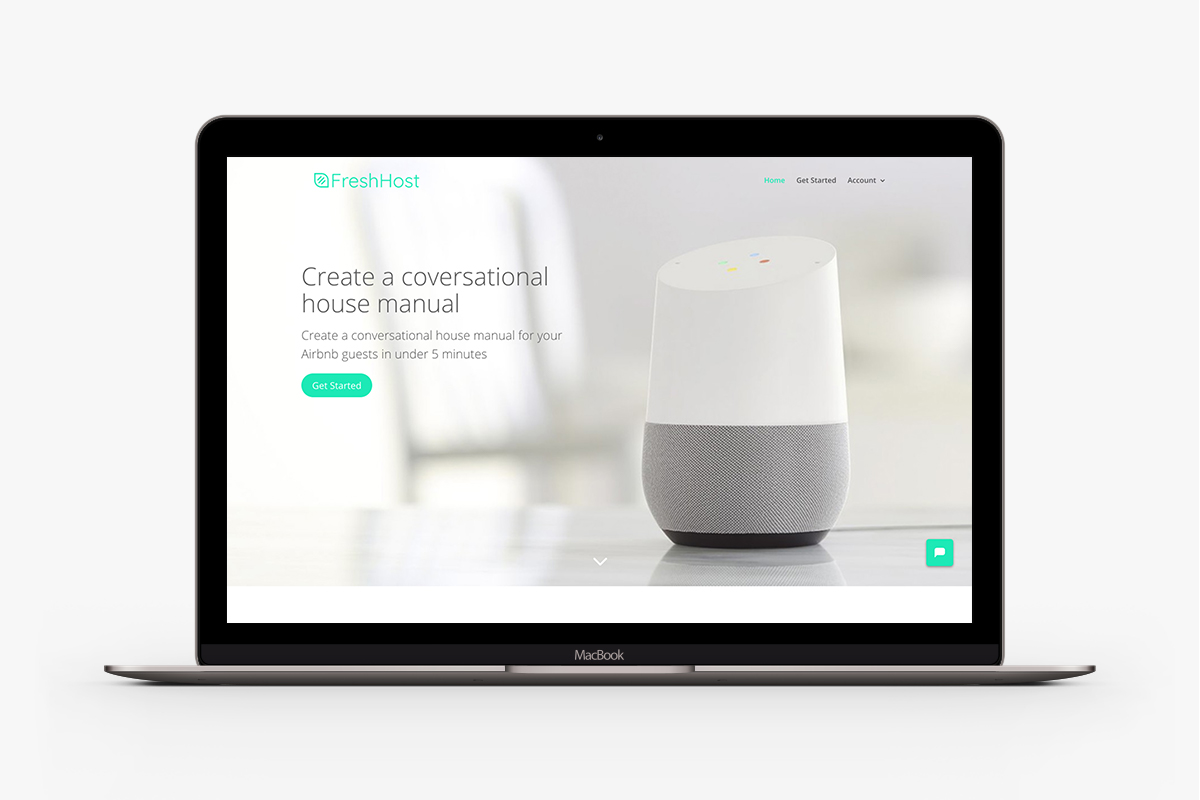 FreshHost
Home Get Started Account
Create a coversational
house manual
Create a conversational house manual for your
Airbnb guests in under 5 minutes
Get Started
MacBook